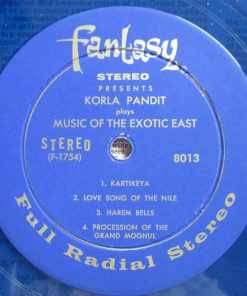 fantasy
STEREO
PRESENTS
KORLA PANDIT
plays
MUSIC OF THE EXOTIC EAST
STEREO
(F-1754)
8013
1. KARTIKEYA
2. LOVE SONG OF THE NILE
3. HAREM BELLS
4. PROCESSION OF THE
GRAND MOGHUL
Full Radial Stereo